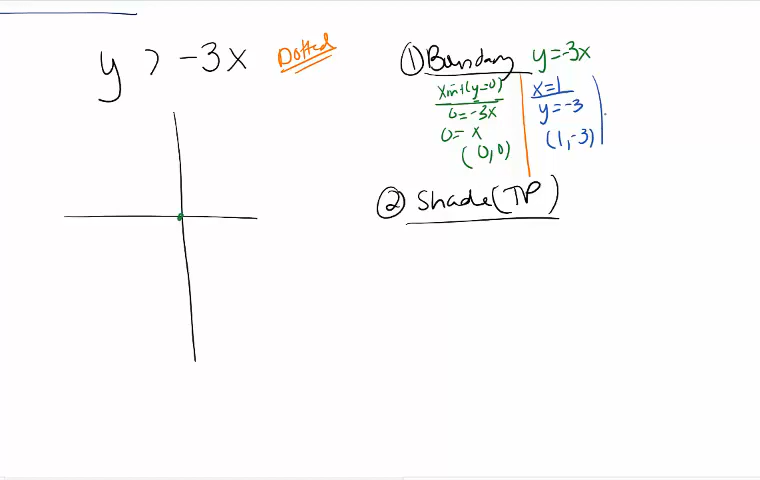 y > -3x Dotted
① Boundary y=-3x
x int (y=0)
0=-3x
0= x
(0,0)
x=1
y=-3
(1,-3)
② Shade (TP)